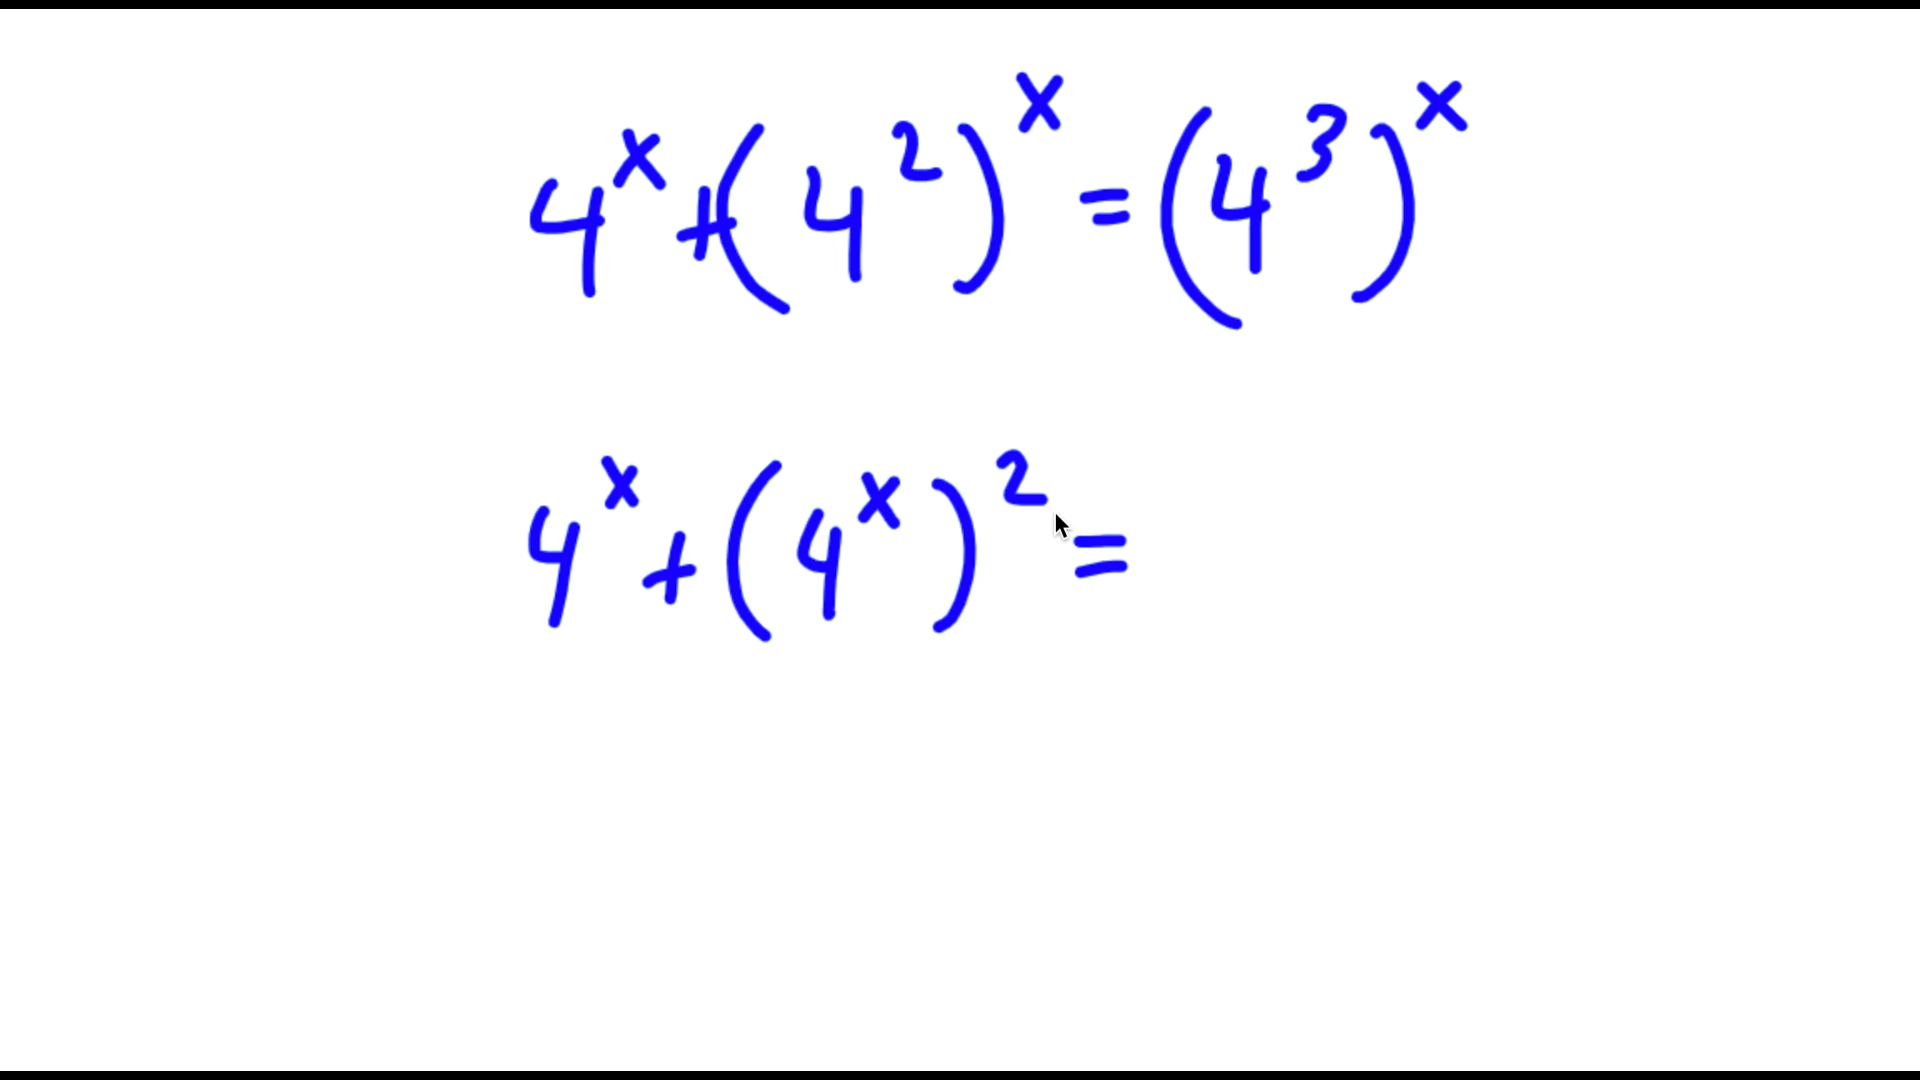 4^x + (4^2)^x = (4^3)^x
4^x + (4^x)^2 =